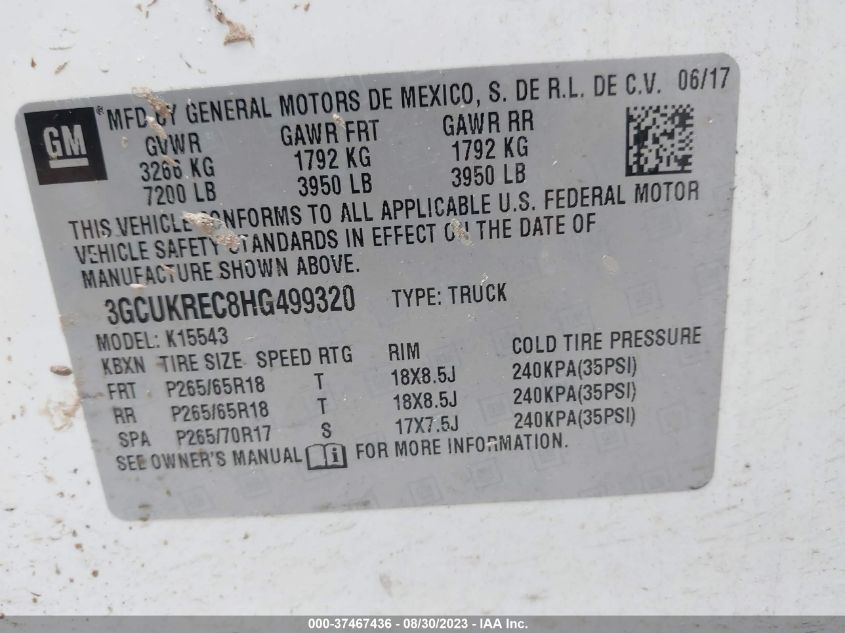 GM ® MFD BY GENERAL MOTORS DE MEXICO, S. DE R.L. DE C.V. 06/17
GVWR GAWR FRT GAWR RR
3266 KG 1792 KG 1792 KG
7200 LB 3950 LB 3950 LB
THIS VEHICLE CONFORMS TO ALL APPLICABLE U.S. FEDERAL MOTOR
VEHICLE SAFETY STANDARDS IN EFFECT ON THE DATE OF
MANUFACTURE SHOWN ABOVE.
3GCUKREC8HG499320 TYPE: TRUCK
MODEL: K15543
KBXN TIRE SIZE SPEED RTG RIM COLD TIRE PRESSURE
FRT P265/65R18 T 18X8.5J 240KPA(35PSI)
RR P265/65R18 T 18X8.5J 240KPA(35PSI)
SPA P265/70R17 S 17X7.5J 240KPA(35PSI)
SEE OWNER'S MANUAL i FOR MORE INFORMATION.
000-37467436 - 08/30/2023 - IAA Inc.